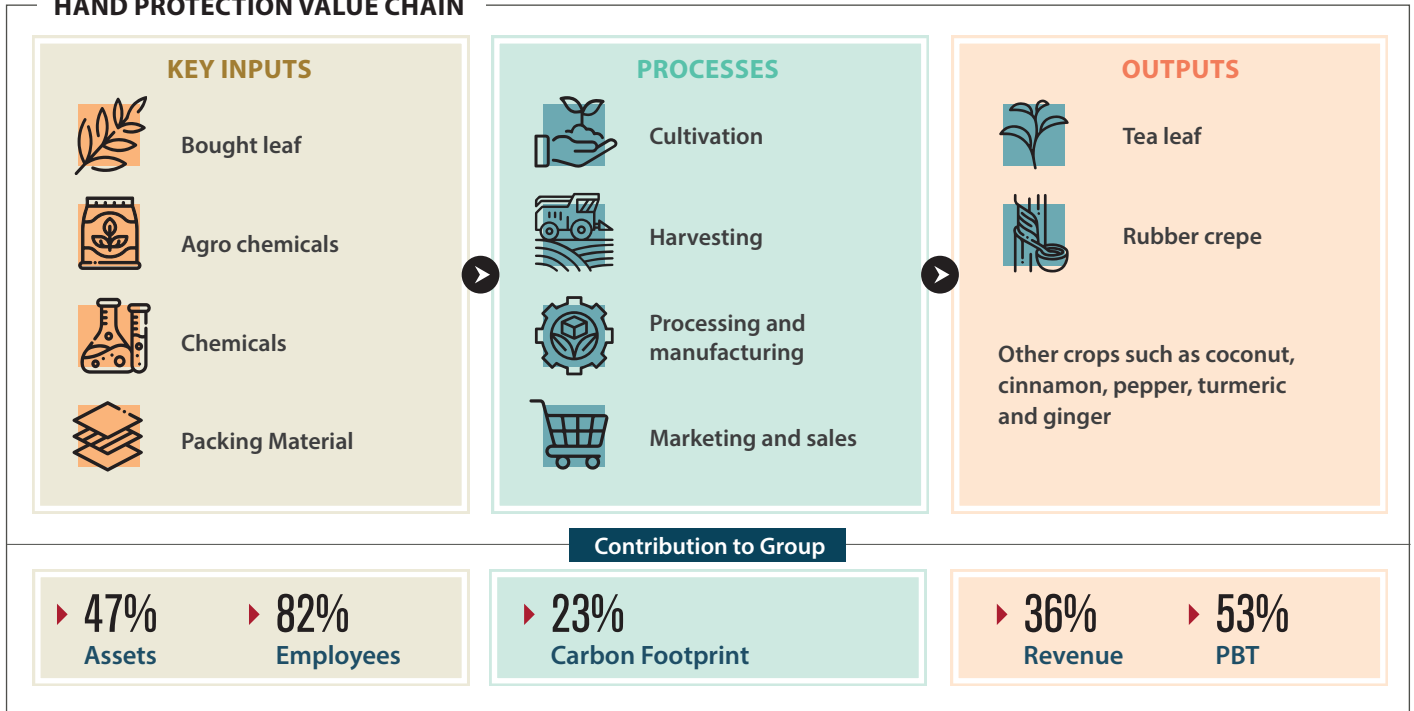 HAND PROTECTION VALUE CHAIN
KEY INPUTS
Bought leaf
Agro chemicals
Chemicals
Packing Material
PROCESSES
Cultivation
Harvesting
Processing and
manufacturing
Marketing and sales
OUTPUTS
Tea leaf
Rubber crepe
Other crops such as coconut,
cinnamon, pepper, turmeric
and ginger
Contribution to Group
47%
Assets
82%
Employees
23%
Carbon Footprint
36%
Revenue
53%
PBT